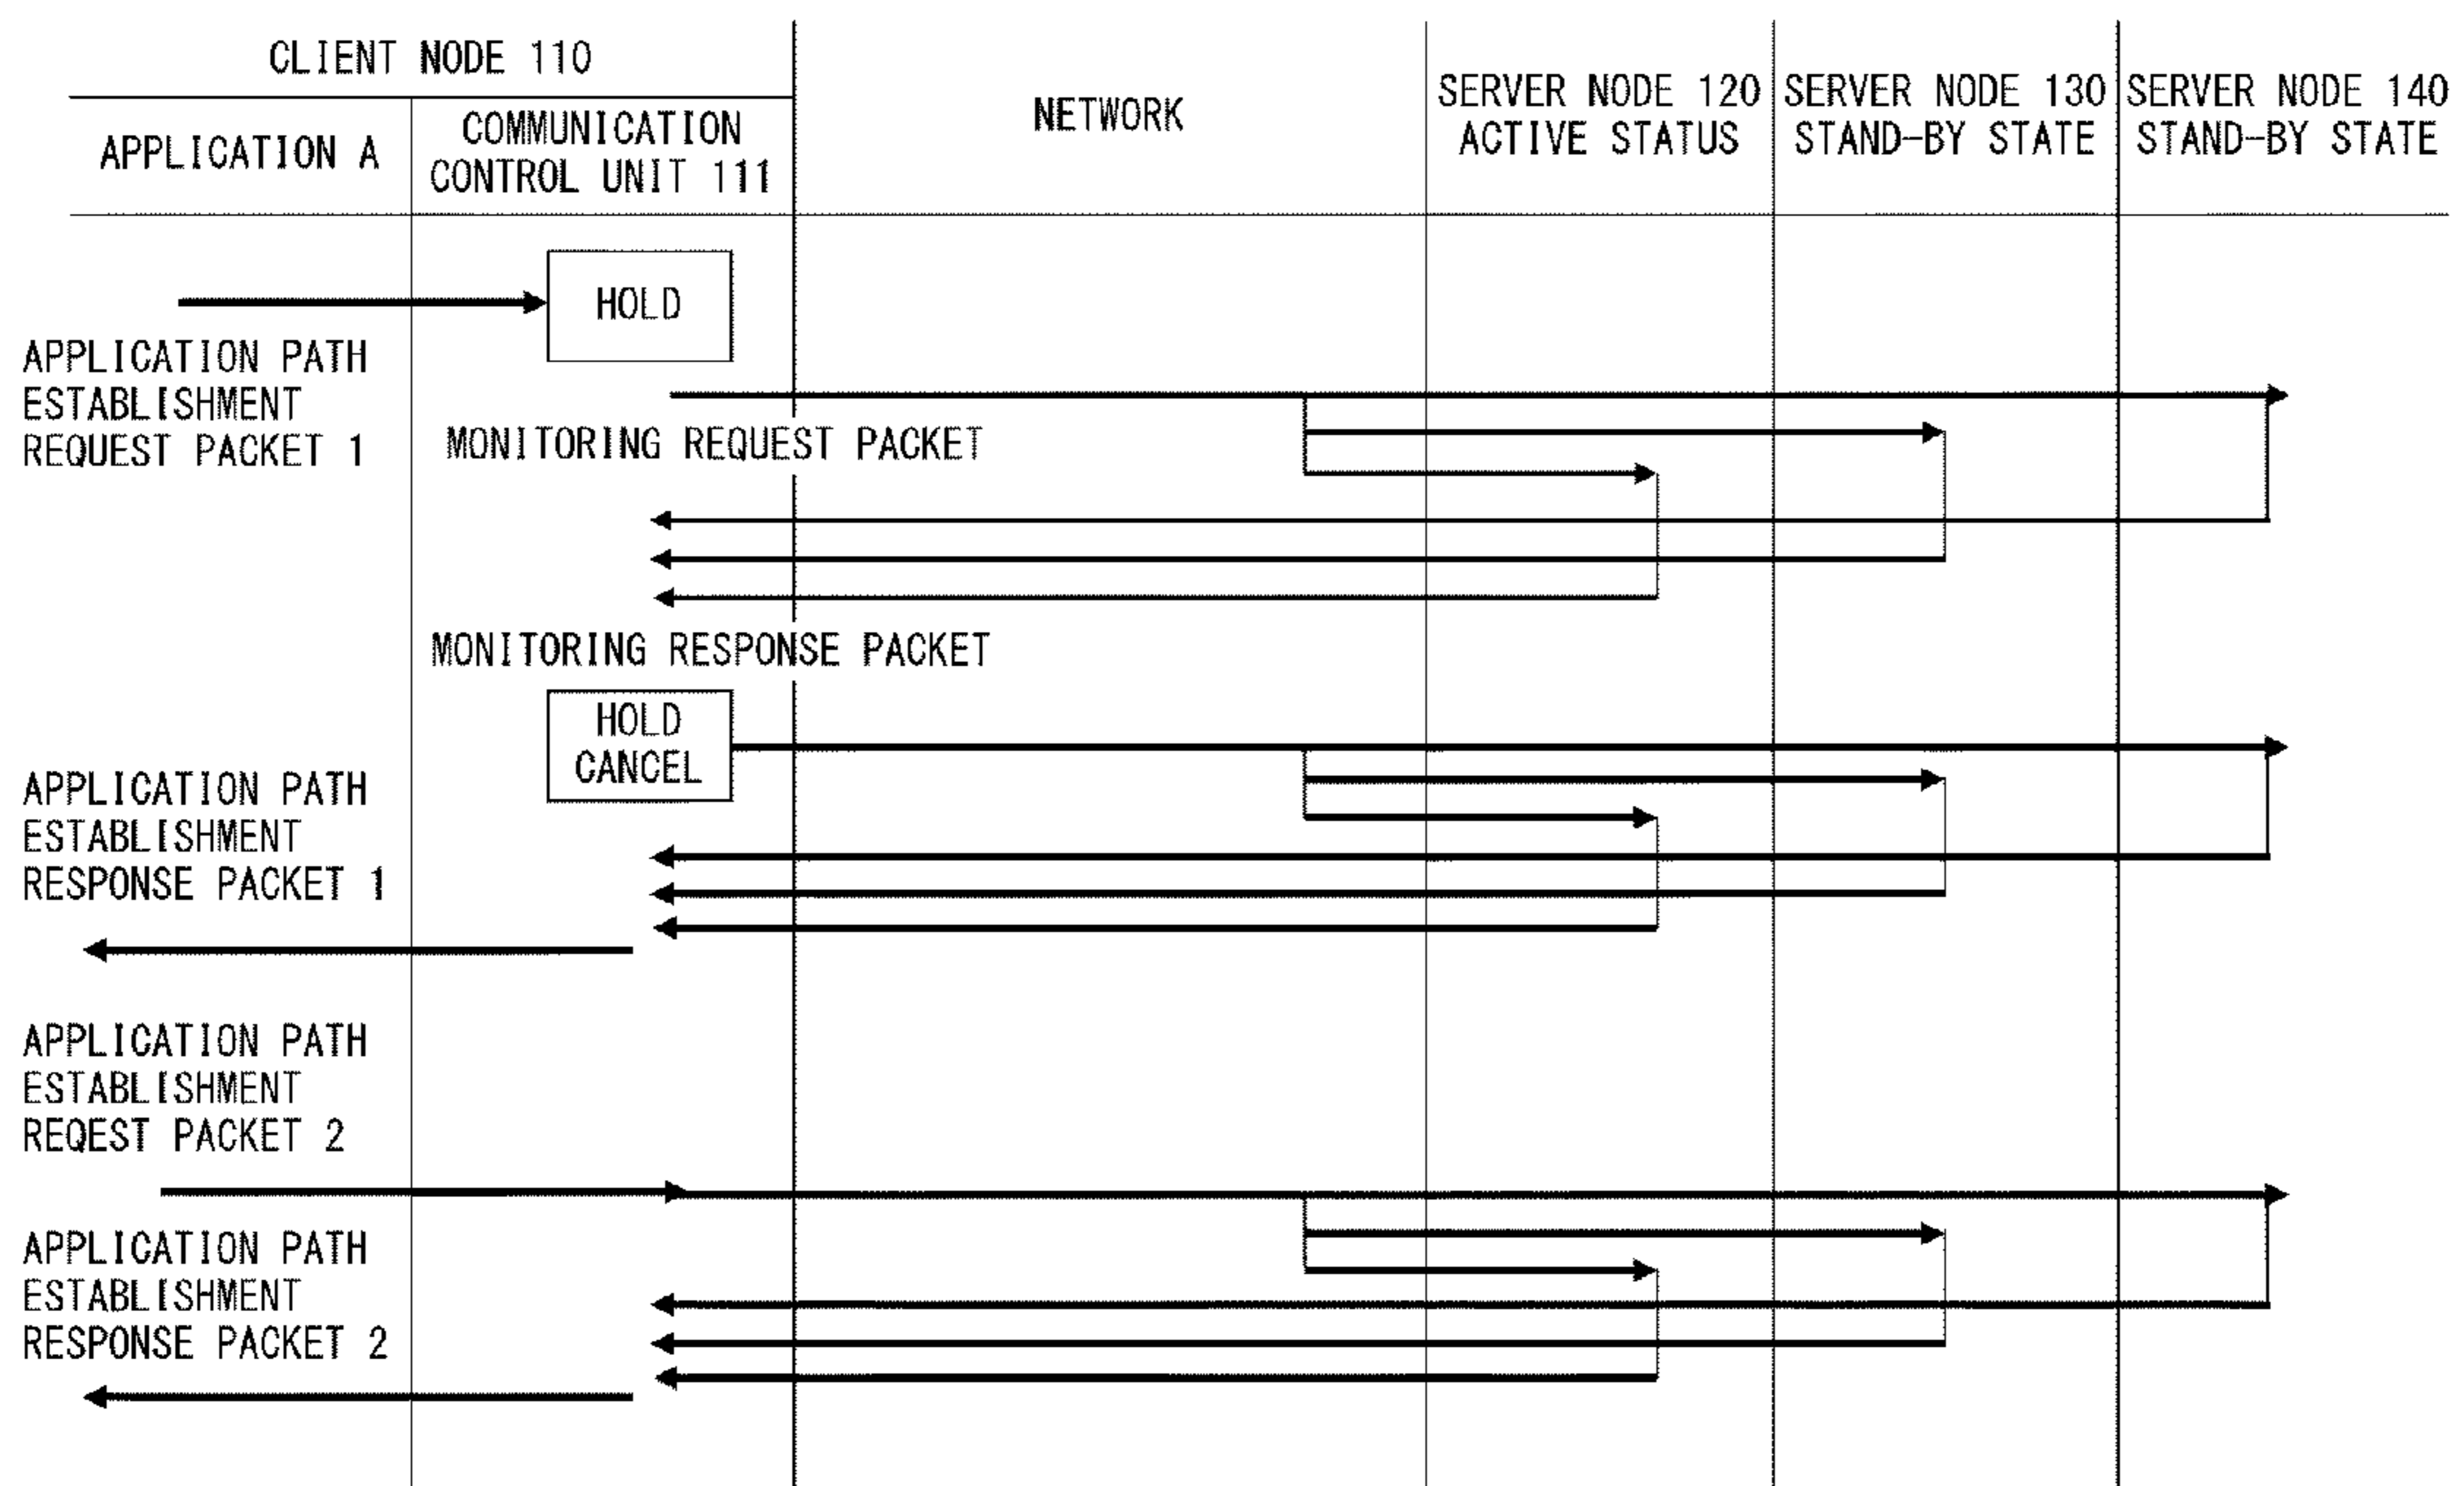 CLIENT NODE 110
APPLICATION A
COMMUNICATION
CONTROL UNIT 111
NETWORK
SERVER NODE 120
ACTIVE STATUS
SERVER NODE 130
STAND-BY STATE
SERVER NODE 140
STAND-BY STATE
HOLD
APPLICATION PATH
ESTABLISHMENT
REQUEST PACKET 1
MONITORING REQUEST PACKET
MONITORING RESPONSE PACKET
HOLD
CANCEL
APPLICATION PATH
ESTABLISHMENT
RESPONSE PACKET 1
APPLICATION PATH
ESTABLISHMENT
REQEST PACKET 2
APPLICATION PATH
ESTABLISHMENT
RESPONSE PACKET 2